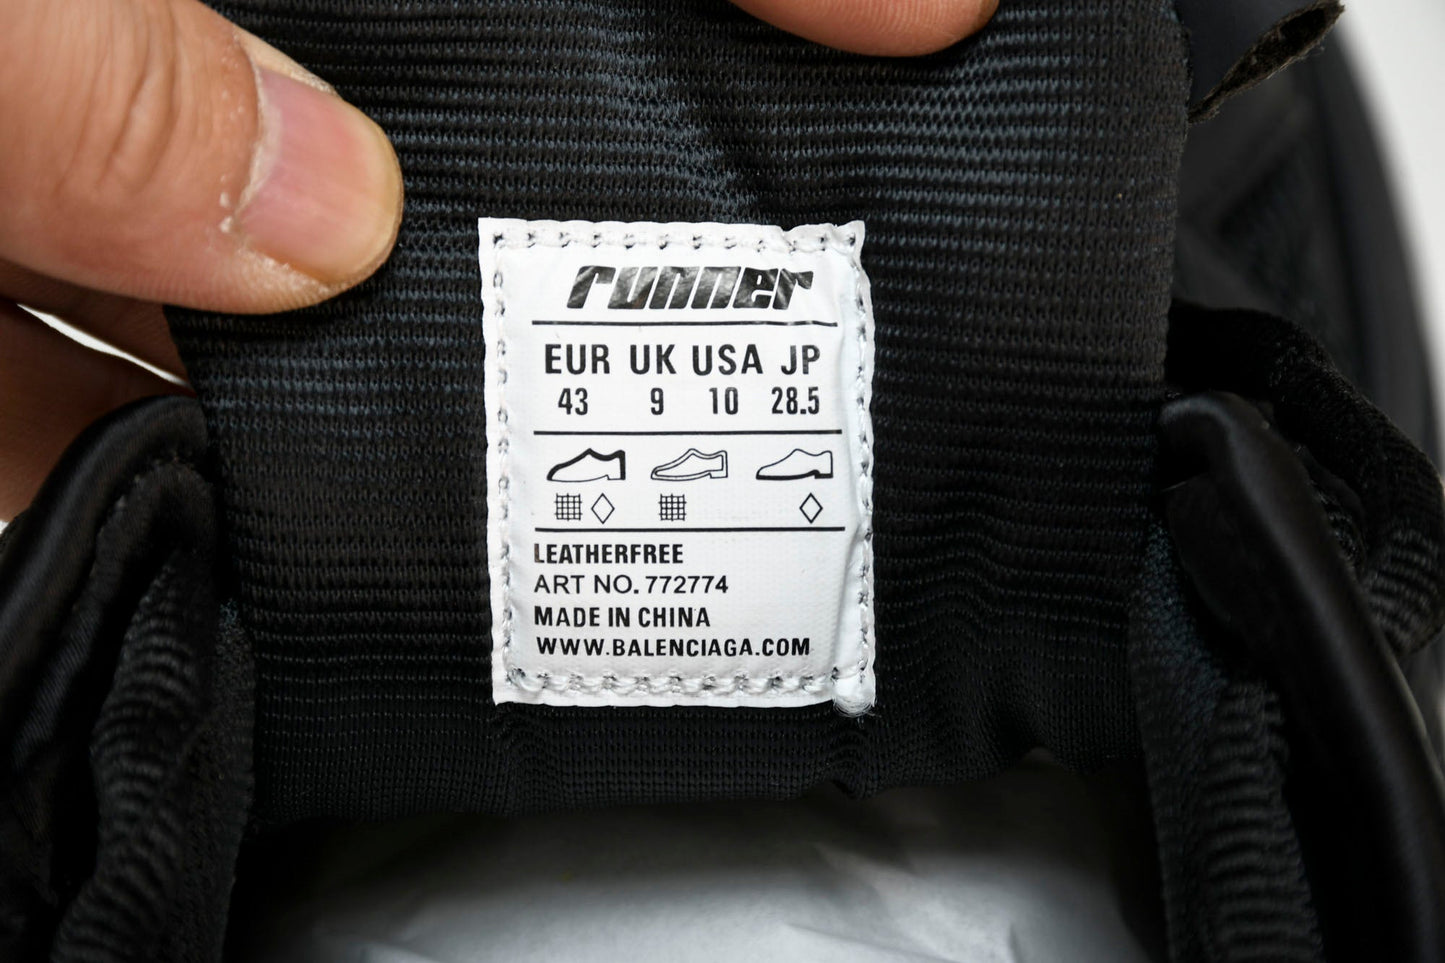 runner
EUR UK USA JP
43 9 10 28.5
LEATHERFREE
ART NO. 772774
MADE IN CHINA
WWW.BALENCIAGA.COM